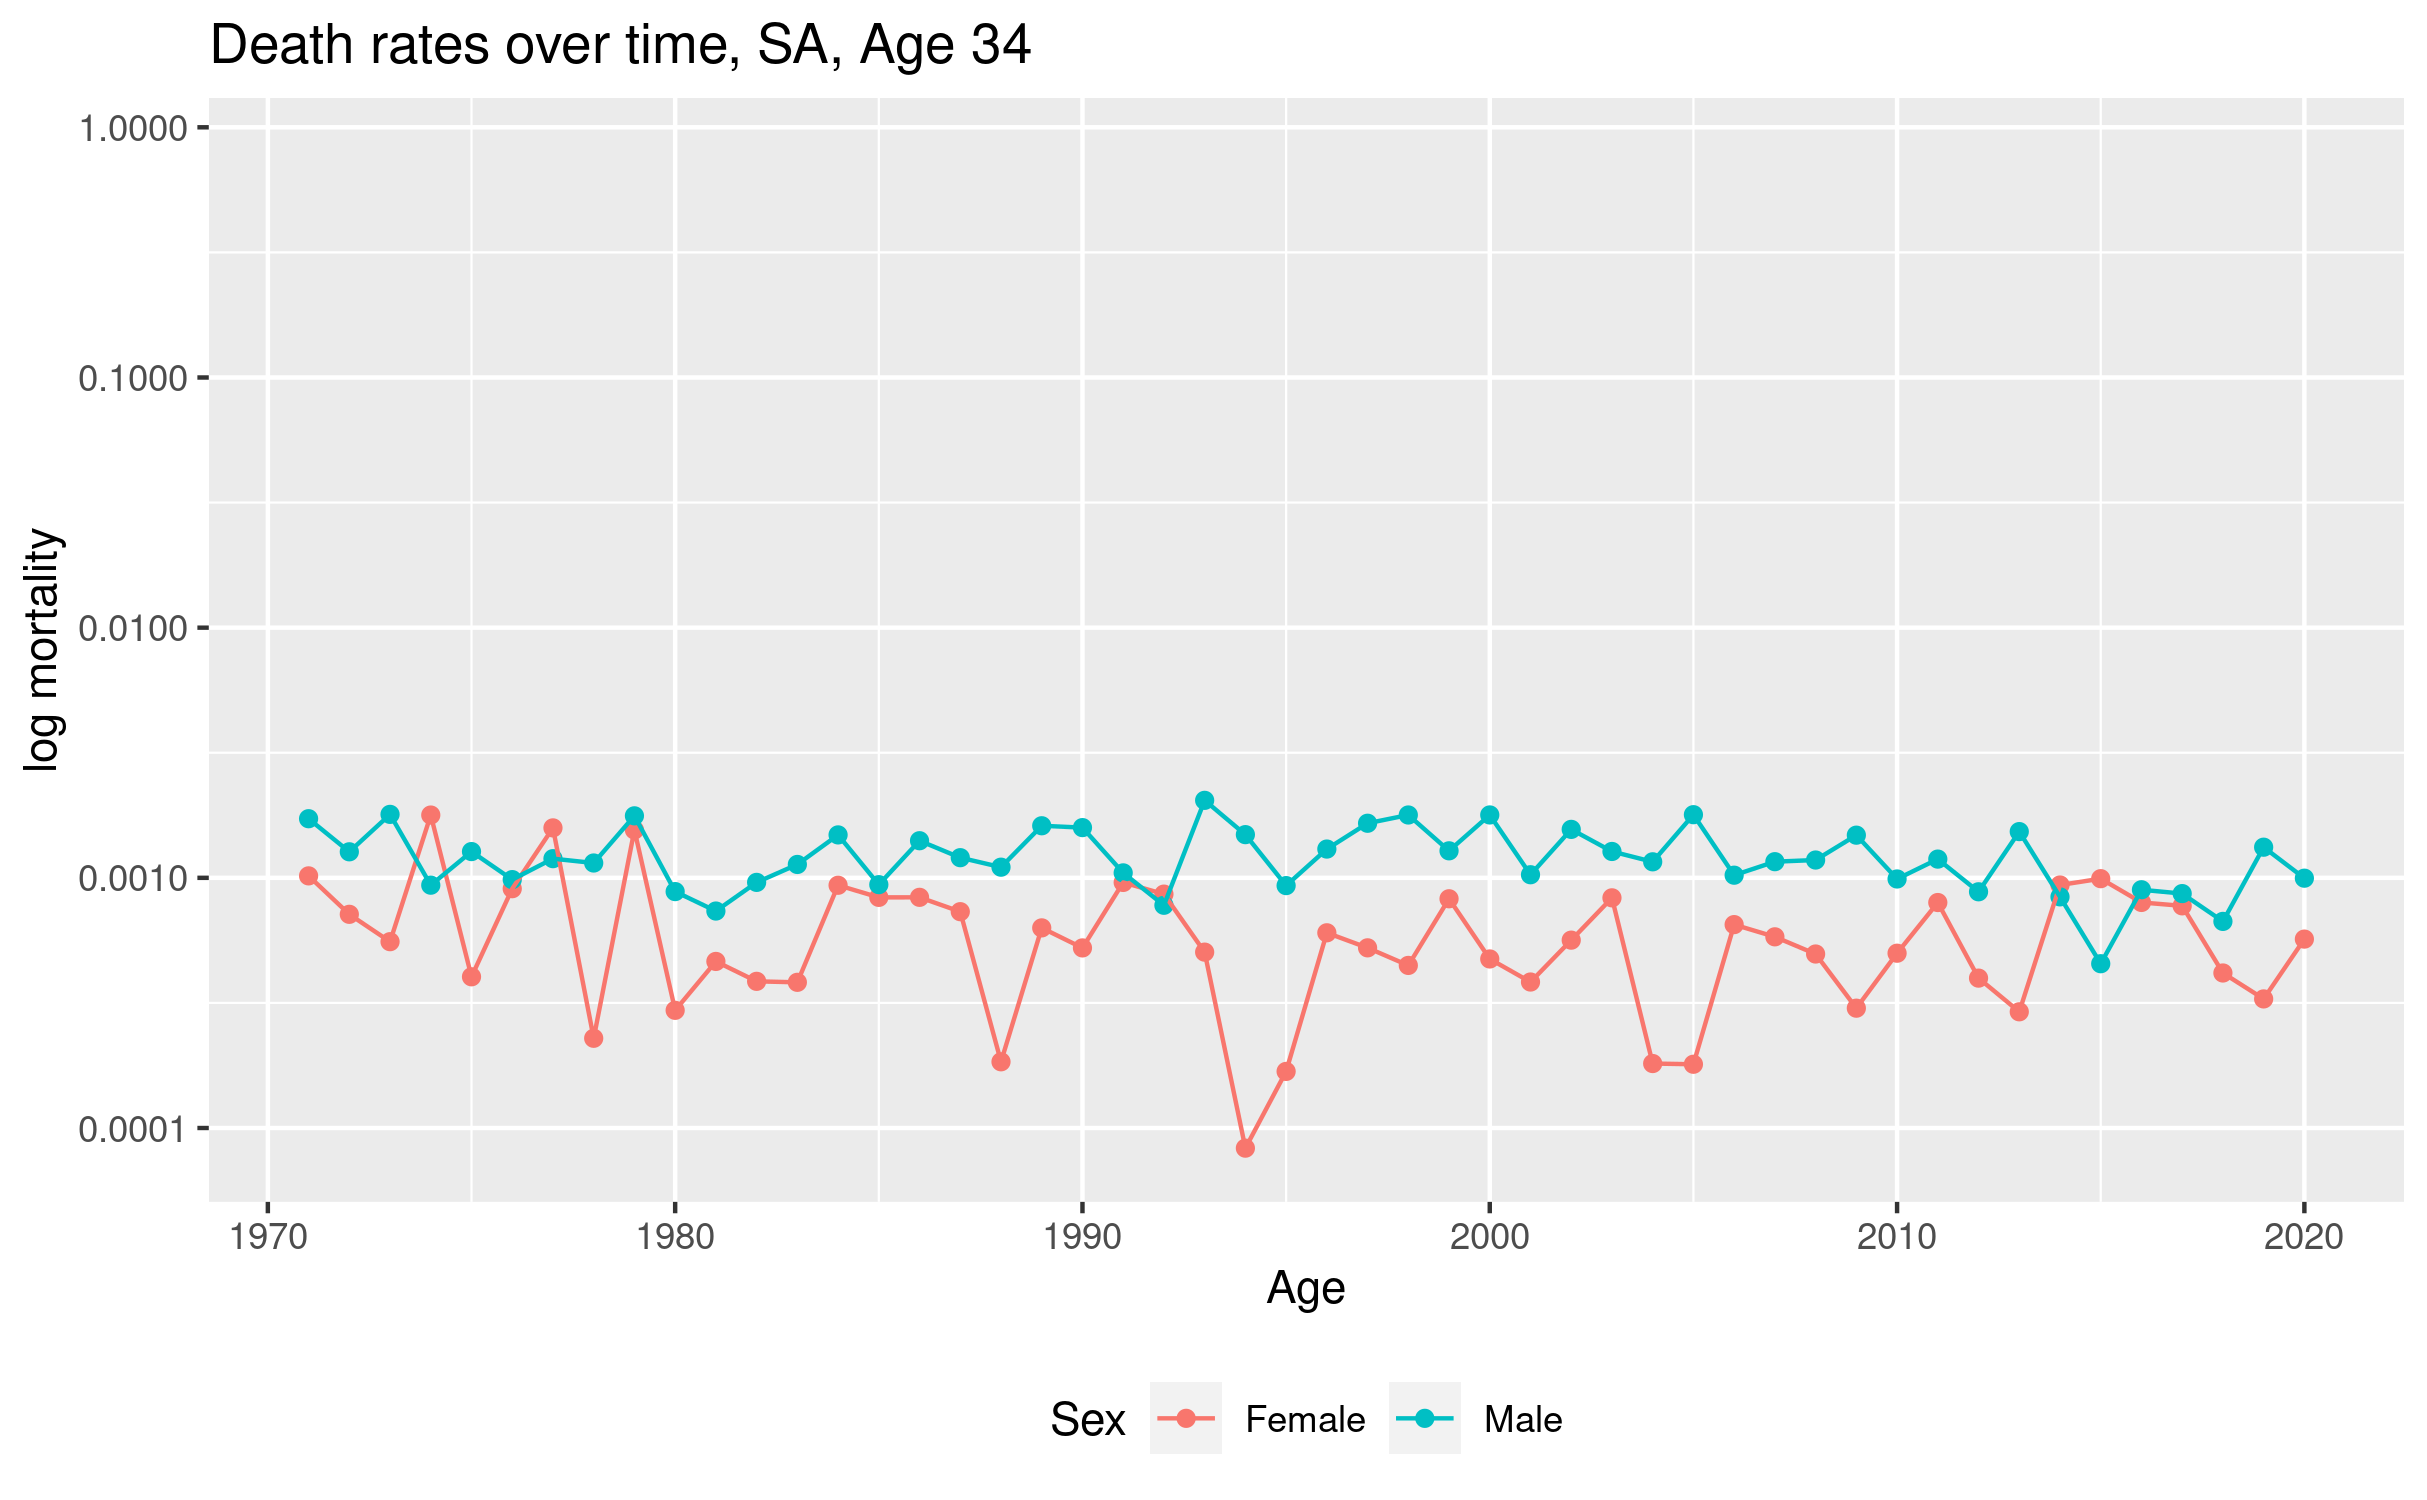 Death rates over time, SA, Age 34
1.0000
0.1000
0.0100
0.0010
0.0001
log mortality
1970 1980 1990 2000 2010 2020
Age
Sex Female Male